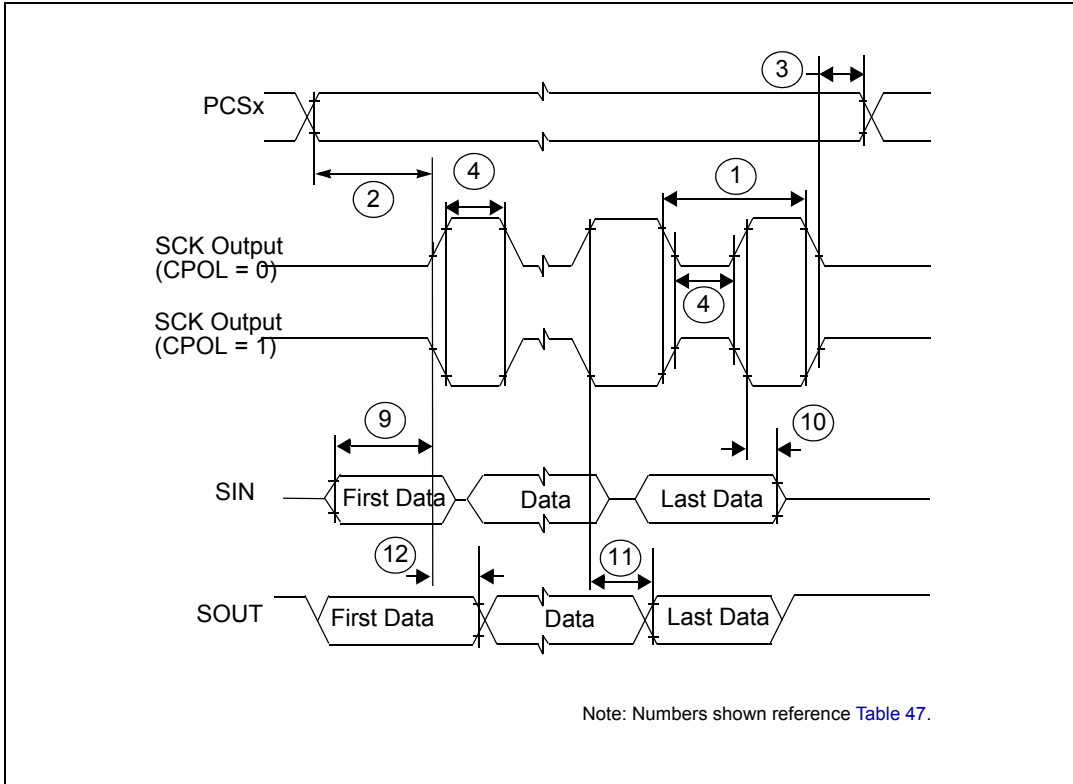 3
PCSx
2
4
1
SCK Output
(CPOL = 0)
4
SCK Output
(CPOL = 1)
9
10
SIN
First Data
Data
Last Data
12
11
SOUT
First Data
Data
Last Data
Note: Numbers shown reference Table 47.